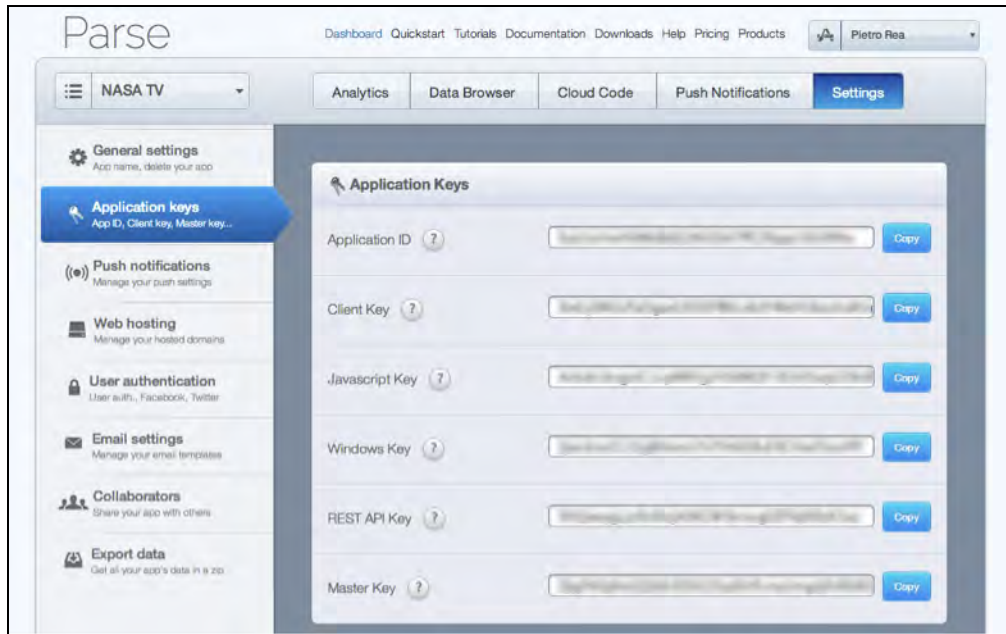 Parse
Dashboard Quickstart Tutorials Documentation Downloads Help Pricing Products Pietro Rea
NASA TV
Analytics Data Browser Cloud Code Push Notifications Settings
General settings
App name, delete your app
Application keys
App ID, Client key, Master key...
Push notifications
Manage your push settings
Web hosting
Manage your hosted domains
User authentication
User auth., Facebook, Twitter
Email settings
Manage your email templates
Collaborators
Share your app with others
Export data
Get all your app's data in a zip
Application Keys
Application ID ? Copy
Client Key ? Copy
Javascript Key ? Copy
Windows Key ? Copy
REST API Key ? Copy
Master Key ? Copy